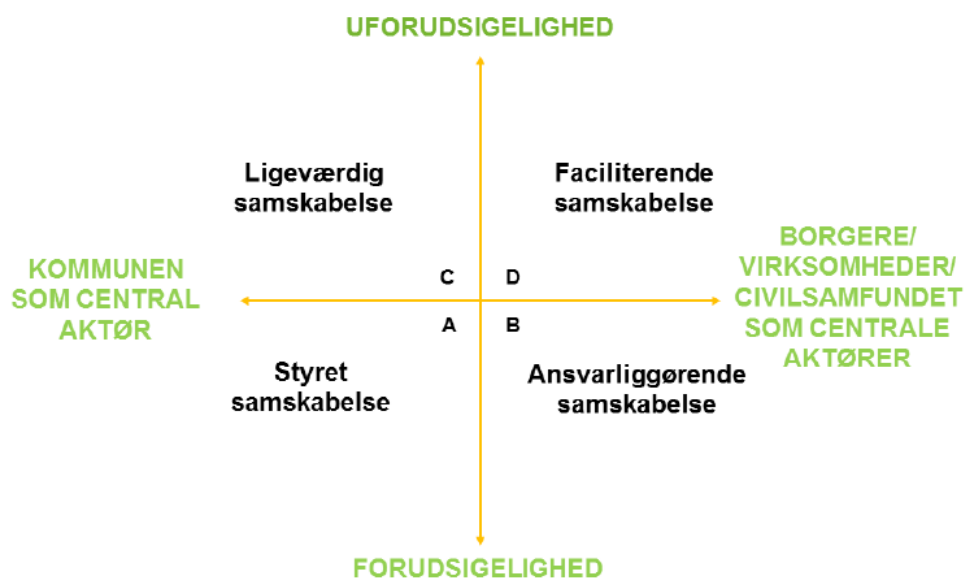 UFORUDSIGELIGHED
Ligeværdig
samskabelse
Faciliterende
samskabelse
KOMMUNEN
SOM CENTRAL
AKTØR
C
D
A
B
BORGERE/
VIRKSOMHEDER/
CIVILSAMFUNDET
SOM CENTRALE
AKTØRER
Styret
samskabelse
Ansvarliggørende
samskabelse
FORUDSIGELIGHED